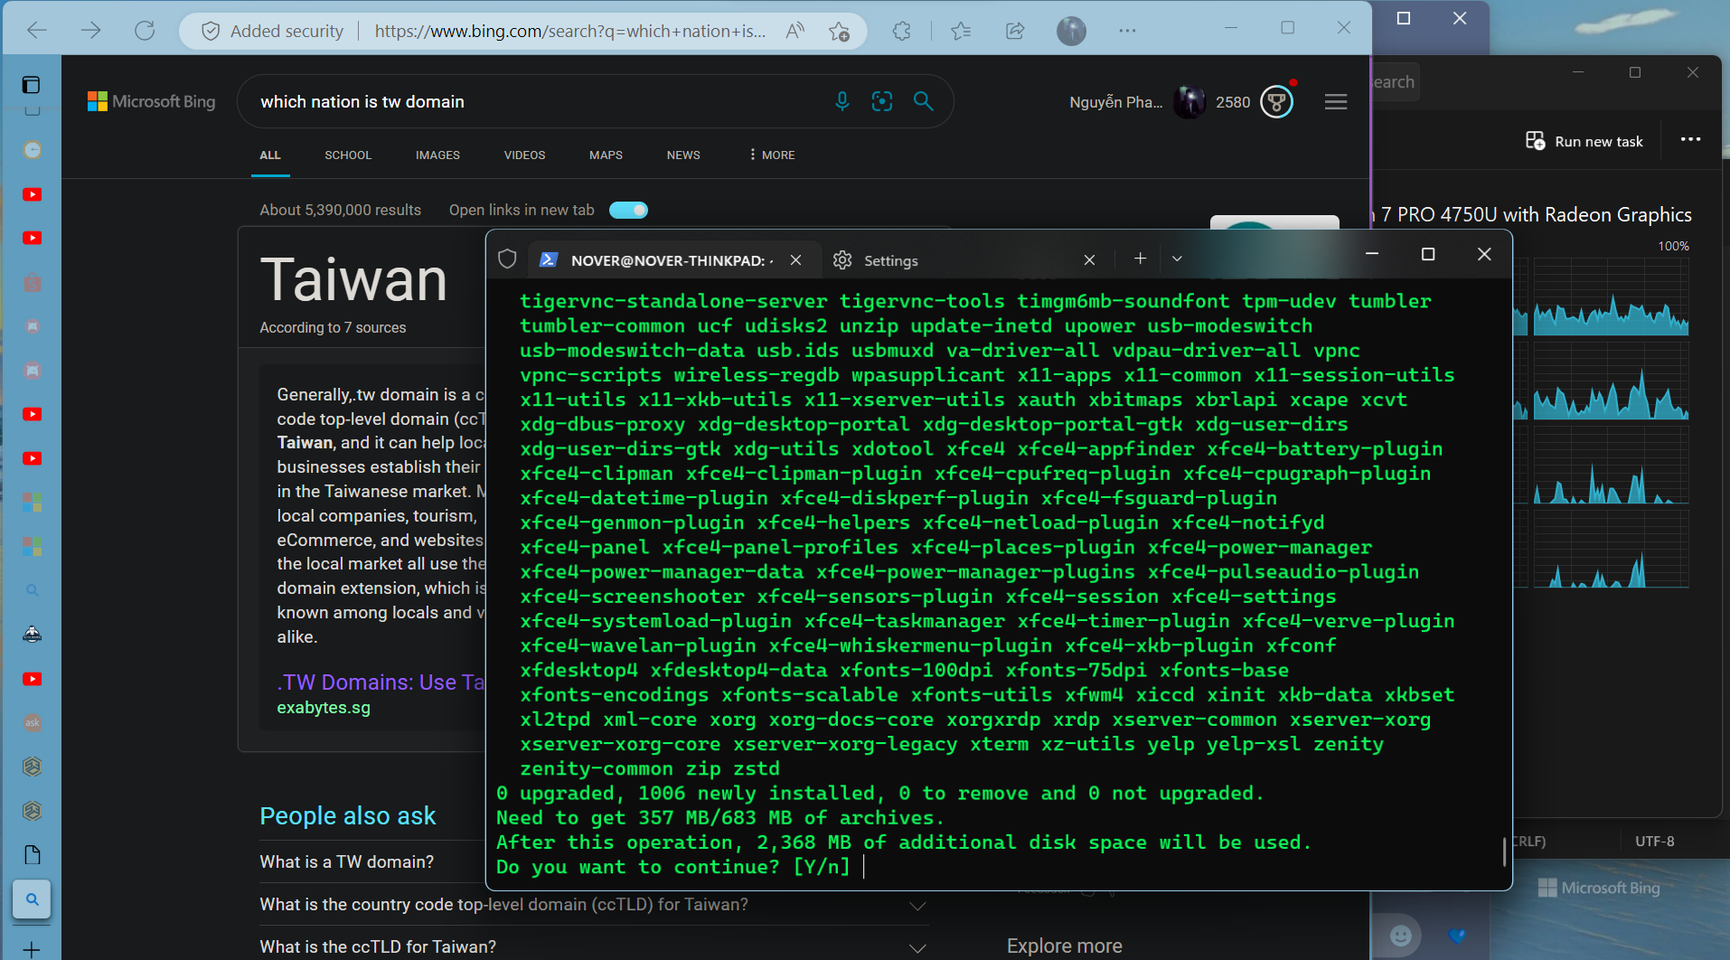 Added security
https://www.bing.com/search?q=which+nation+is...
Microsoft Bing
which nation is tw domain
Nguyễn Pha...
2580
earch
ALL
SCHOOL
IMAGES
VIDEOS
MAPS
NEWS
MORE
Run new task
About 5,390,000 results
Open links in new tab
7 PRO 4750U with Radeon Graphics
100%
Taiwan
According to 7 sources
Generally,.tw domain is a c
code top-level domain (ccT
Taiwan, and it can help loc
businesses establish their
in the Taiwanese market. M
local companies, tourism,
eCommerce, and websites
the local market all use the
domain extension, which is
known among locals and v
alike.
.TW Domains: Use Ta
exabytes.sg
People also ask
What is a TW domain?
What is the country code top-level domain (ccTLD) for Taiwan?
What is the ccTLD for Taiwan?
Explore more
NOVER@NOVER-THINKPAD:
Settings
tigervnc-standalone-server tigervnc-tools timgm6mb-soundfont tpm-udev tumbler
tumbler-common ucf udisks2 unzip update-inetd upower usb-modeswitch
usb-modeswitch-data usb.ids usbmuxd va-driver-all vdpau-driver-all vpnc
vpnc-scripts wireless-regdb wpasupplicant x11-apps x11-common x11-session-utils
x11-utils x11-xkb-utils x11-xserver-utils xauth xbitmaps xbrlapi xcape xcvt
xdg-dbus-proxy xdg-desktop-portal xdg-desktop-portal-gtk xdg-user-dirs
xdg-user-dirs-gtk xdg-utils xdotool xfce4 xfce4-appfinder xfce4-battery-plugin
xfce4-clipman xfce4-clipman-plugin xfce4-cpufreq-plugin xfce4-cpugraph-plugin
xfce4-datetime-plugin xfce4-diskperf-plugin xfce4-fsguard-plugin
xfce4-genmon-plugin xfce4-helpers xfce4-netload-plugin xfce4-notifyd
xfce4-panel xfce4-panel-profiles xfce4-places-plugin xfce4-power-manager
xfce4-power-manager-data xfce4-power-manager-plugins xfce4-pulseaudio-plugin
xfce4-screenshooter xfce4-sensors-plugin xfce4-session xfce4-settings
xfce4-systemload-plugin xfce4-taskmanager xfce4-timer-plugin xfce4-verve-plugin
xfce4-wavelan-plugin xfce4-whiskermenu-plugin xfce4-xkb-plugin xfconf
xfdesktop4 xfdesktop4-data xfonts-100dpi xfonts-75dpi xfonts-base
xfonts-encodings xfonts-scalable xfonts-utils xfwm4 xiccd xinit xkb-data xkbset
xl2tpd xml-core xorg xorg-docs-core xorgxrdp xrdp xserver-common xserver-xorg
xserver-xorg-core xserver-xorg-legacy xterm xz-utils yelp yelp-xsl zenity
zenity-common zip zstd
0 upgraded, 1006 newly installed, 0 to remove and 0 not upgraded.
Need to get 357 MB/683 MB of archives.
After this operation, 2,368 MB of additional disk space will be used.
Do you want to continue? [Y/n]
CRLF)
UTF-8
Microsoft Bing
ask